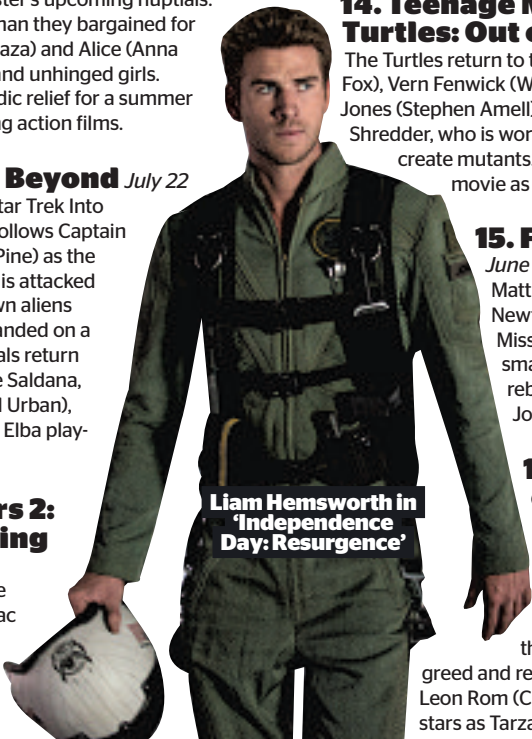 ster's upcoming nuptials.
than they bargained for
aza) and Alice (Anna
and unhinged girls.
dic relief for a summer
ng action films.
Beyond July 22
tar Trek Into
ollows Captain
Pine) as the
is attacked
wn aliens
anded on a
als return
e Saldana,
l Urban),
Elba play-
rs 2:
ing
e
ac
Liam Hemsworth in
‘Independence
Day: Resurgence’
14. Teenage M
Turtles: Out o
The Turtles return to t
Fox), Vern Fenwick (W
Jones (Stephen Amell)
Shredder, who is wor
create mutants.
movie as
15. F
June
Matt
New
Miss
sma
reb
Jo
1
th
greed and re
Leon Rom (C
stars as Tarza